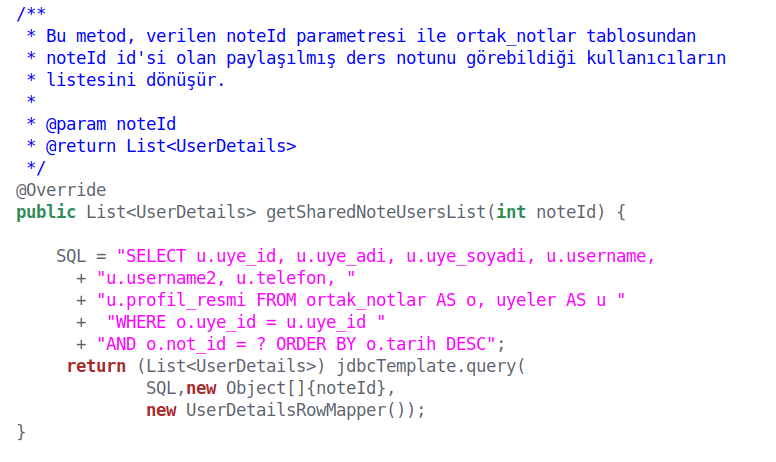 /**
 * Bu metod, verilen noteId parametresi ile ortak_notlar tablosundan
 * noteId id'si olan paylaşılmış ders notunu görebildiği kullanıcıların
 * listesini dönüşür.
 *
 * @param noteId
 * @return List<UserDetails>
 */
@Override
public List<UserDetails> getSharedNoteUsersList(int noteId) {
    SQL = "SELECT u.uye_id, u.uye_adi, u.uye_soyadi, u.username,
      + "u.username2, u.telefon, "
      + "u.profil_resmi FROM ortak_notlar AS o, uyeler AS u "
      +  "WHERE o.uye_id = u.uye_id "
      + "AND o.not_id = ? ORDER BY o.tarih DESC";
     return (List<UserDetails>) jdbcTemplate.query(
             SQL,new Object[]{noteId},
             new UserDetailsRowMapper());
}